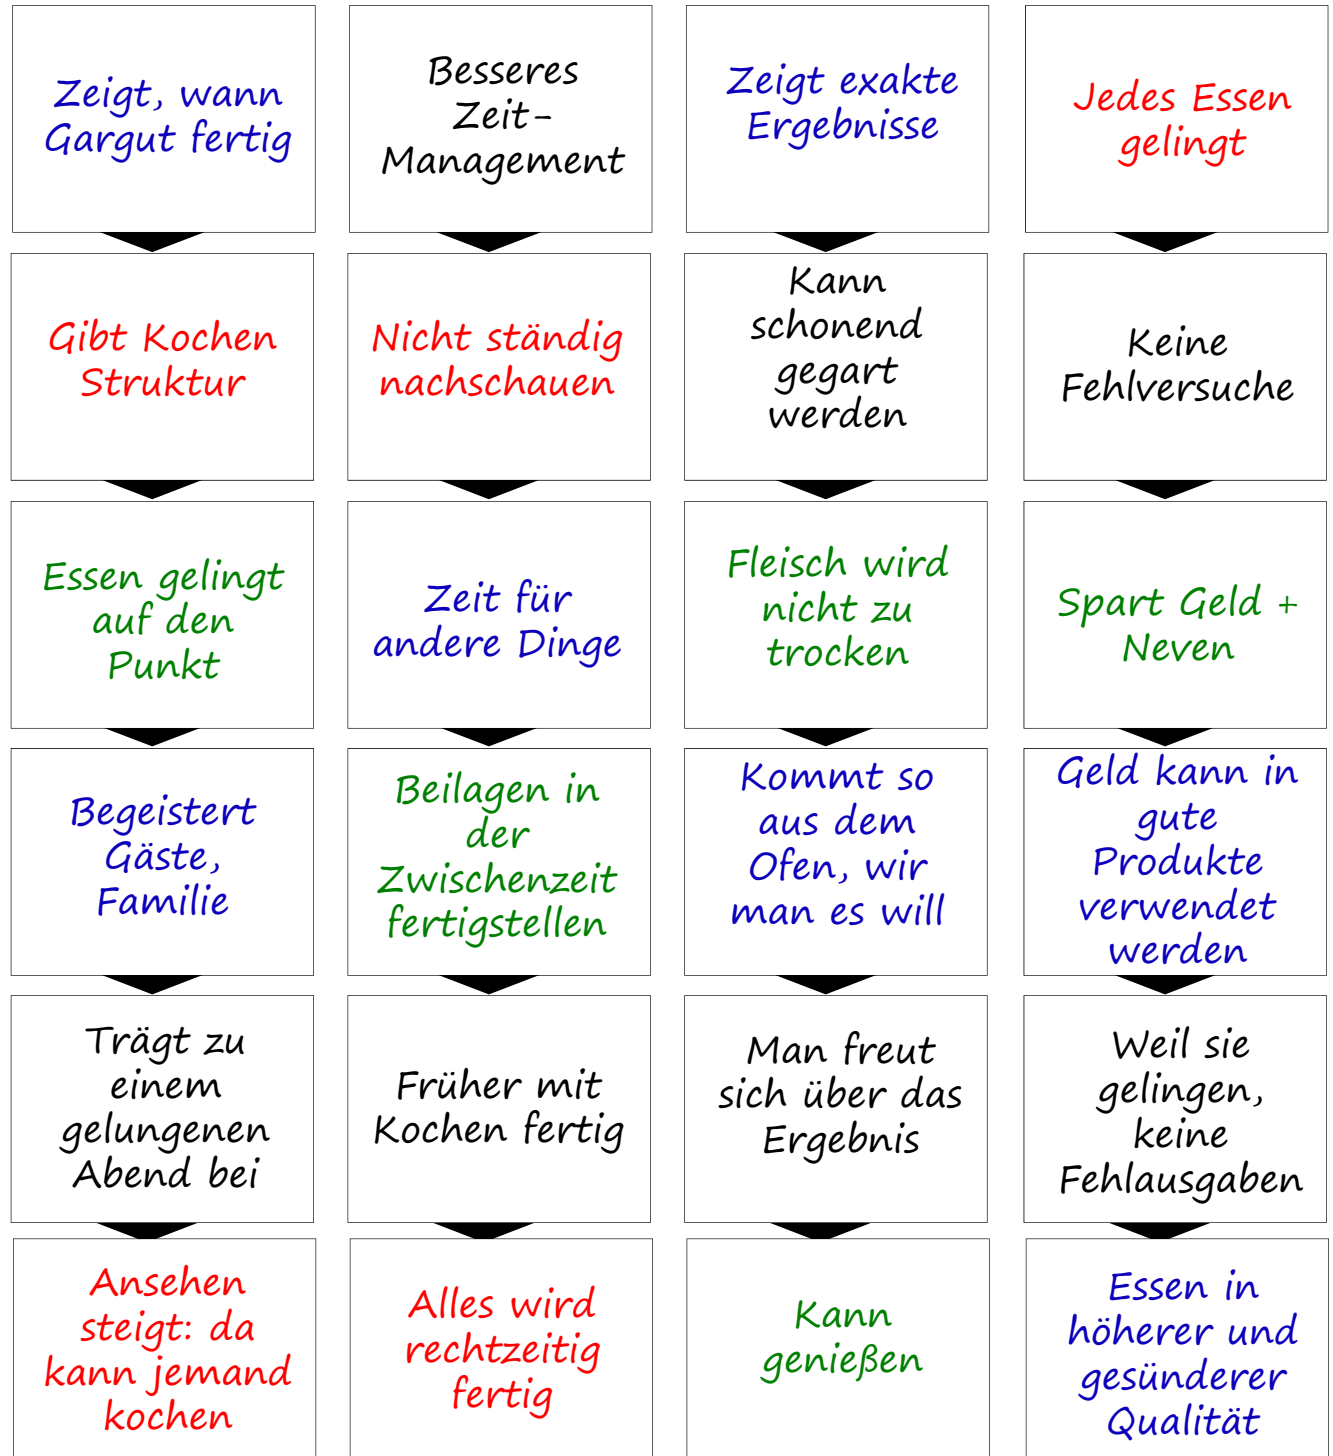 Zeigt, wann
Gargut fertig
Gibt Kochen
Struktur
Essen gelingt
auf den
Punkt
Begeistert
Gäste,
Familie
Trägt zu
einem
gelungenen
Abend bei
Ansehen
steigt: da
kann jemand
kochen
Besseres
Zeit-
Management
Nicht ständig
nachschauen
Zeit für
andere Dinge
Beilagen in
der
Zwischenzeit
fertigstellen
Früher mit
Kochen fertig
Alles wird
rechtzeitig
fertig
Zeigt exakte
Ergebnisse
Kann
schonend
gegart
werden
Fleisch wird
nicht zu
trocken
Kommt so
aus dem
Ofen, wir
man es will
Man freut
sich über das
Ergebnis
Kann
genießen
Jedes Essen
gelingt
Keine
Fehlversuche
Spart Geld +
Neven
Geld kann in
gute
Produkte
verwendet
werden
Weil sie
gelingen,
keine
Fehlausgaben
Essen in
höherer und
gesünderer
Qualität